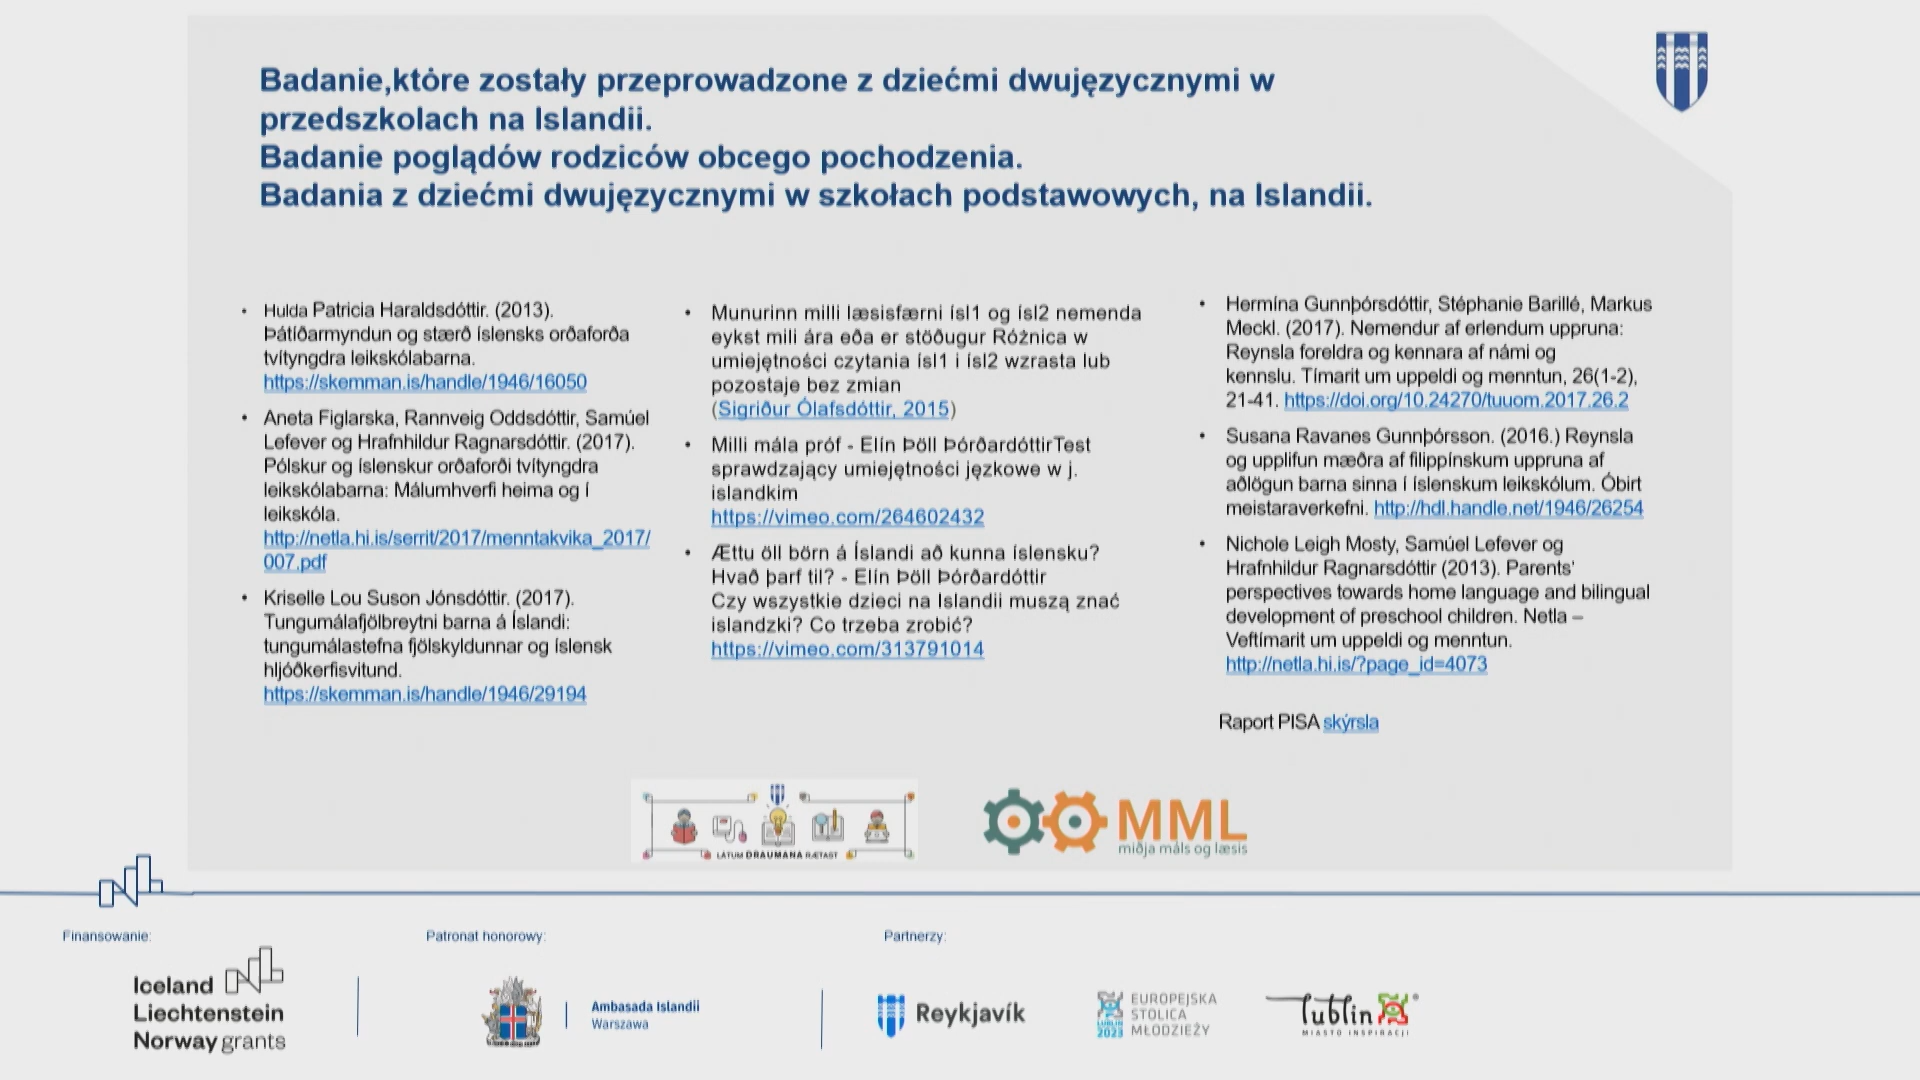 Badanie,które zostały przeprowadzone z dziećmi dwujęzycznymi w
przedszkolach na Islandii.
Badanie poglądów rodziców obcego pochodzenia.
Badania z dziećmi dwujęzycznymi w szkołach podstawowych, na Islandii.
• Hulda Patricia Haraldsdóttir. (2013).
Þátíðarmyndun og stærð íslensks orðaforða
tvítyngdra leikskólabarna.
https://skemman.is/handle/1946/16050
• Aneta Figlarska, Rannveig Oddsdóttir, Samúel
Lefever og Hrafnhildur Ragnarsdóttir. (2017).
Pólskur og íslenskur orðaforði tvítyngdra
leikskólabarna: Málumhverfi heima og í
leikskóla.
http://netla.hi.is/serrit/2017/menntakvika_2017/
007.pdf
• Kriselle Lou Suson Jónsdóttir. (2017).
Tungumálafjölbreytni barna á Íslandi:
tungumálastefna fjölskyldunnar og íslensk
hljóðkerfisvitund.
https://skemman.is/handle/1946/29194
• Munurinn milli læsisfærni ísl1 og ísl2 nemenda
eykst mili ára eða er stöðugur Różnica w
umiejętności czytania ísl1 i ísl2 wzrasta lub
pozostaje bez zmian
(Sigriður Ólafsdóttir, 2015)
• Milli mála próf - Elín Þöll ÞórðardóttirTest
sprawdzający umiejętności języowe w j.
islandkim
https://vimeo.com/264602432
• Ættu öll börn á Íslandi að kunna íslensku?
Hvað þarf til? - Elín Þöll Þórðardóttir
Czy wszystkie dzieci na Islandii muszą znać
islandzki? Co trzeba zrobić?
https://vimeo.com/313791014
• Hermína Gunnþórsdóttir, Stéphanie Barillé, Markus
Meckl. (2017). Nemendur af erlendum uppruna:
Reynsla foreldra og kennara af námi og
kennslu. Tímarit um uppeldi og menntun, 26(1-2),
21-41. https://doi.org/10.24270/tuuom.2017.26.2
• Susana Ravanes Gunnþórsson. (2016.) Reynsla
og upplifun mæðra af filippínskum uppruna af
aðlögun barna sinna í íslenskum leikskólum. Óbirt
meistaraverkefni. http://hdl.handle.net/1946/26254
• Nichole Leigh Mosty, Samúel Lefever og
Hrafnhildur Ragnarsdóttir (2013). Parents'
perspectives towards home language and bilingual
development of preschool children. Netla –
Veftímarit um uppeldi og menntun.
http://netla.hi.is/?page_id=4073
Raport PISA skýrsla
LÁTUM DRAUMANA RÆTAST
MML
miðja máls og læsis
Finansowanie:
Iceland
Liechtenstein
Norway grants
Patronat honorowy:
Ambasada Islandii
Warszawa
Partnerzy:
Reykjavík
LUBLIN
2023
EUROPEJSKA
STOLICA
MŁODZIEŻY
lublin
MIASTO INSPIRACJI